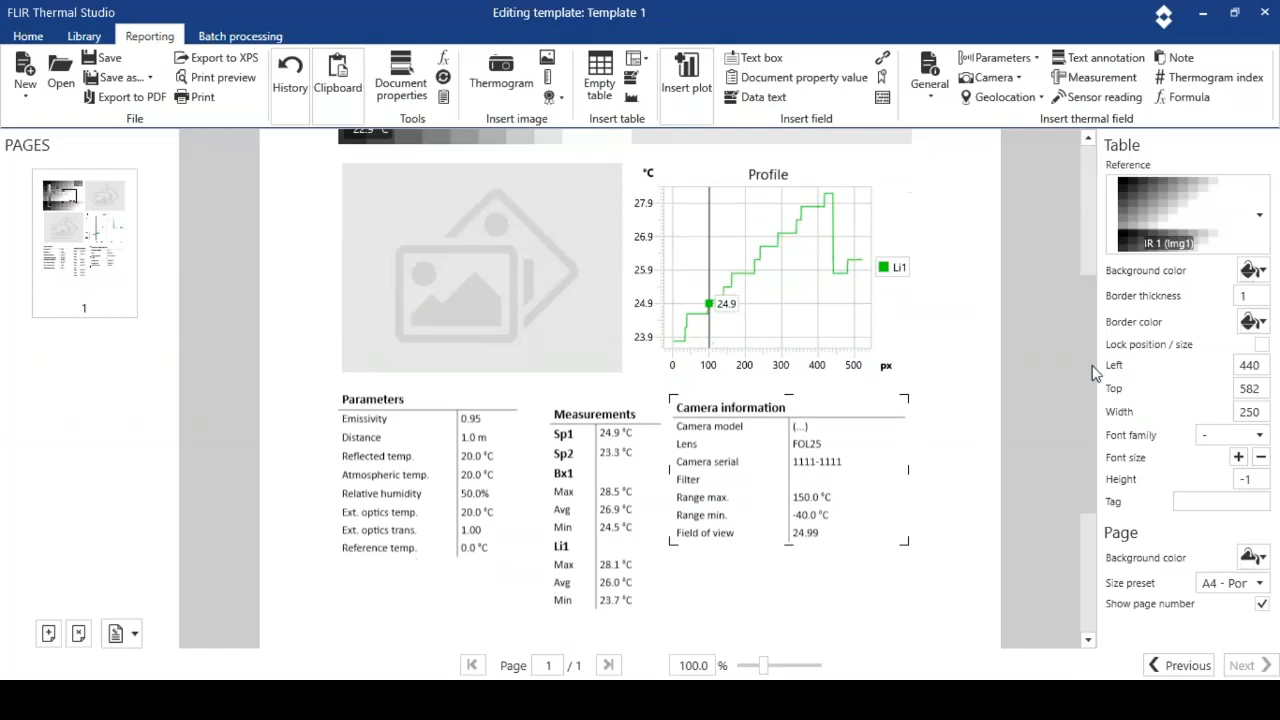 FLIR Thermal Studio
Editing template: Template 1
Home Library Reporting Batch processing
New
Open
Save
Save as...
Export to PDF
Export to XPS
Print preview
Print
File
History
Clipboard
Document properties
Tools
Thermogram
Insert image
Empty table
Insert table
Insert plot
Text box
Document property value
Data text
Insert field
General
Parameters
Camera
Geolocation
Text annotation
Measurement
Sensor reading
Note
# Thermogram index
Formula
Insert thermal field
PAGES
1
22.9 °C
°C Profile
27.9
26.9
25.9
24.9
23.9
24.9
Li1
0 100 200 300 400 500 px
Parameters
Emissivity 0.95
Distance 1.0 m
Reflected temp. 20.0 °C
Atmospheric temp. 20.0 °C
Relative humidity 50.0%
Ext. optics temp. 20.0 °C
Ext. optics trans. 1.00
Reference temp. 0.0 °C
Measurements
Sp1 24.9 °C
Sp2 23.3 °C
Bx1
Max 28.5 °C
Avg 26.9 °C
Min 24.5 °C
Li1
Max 28.1 °C
Avg 26.0 °C
Min 23.7 °C
Camera information
Camera model (...)
Lens FOL25
Camera serial 1111-1111
Filter
Range max. 150.0 °C
Range min. -40.0 °C
Field of view 24.99
Table
Reference
IR 1 (Img1)
Background color
Border thickness 1
Border color
Lock position / size
Left 440
Top 582
Width 250
Font family -
Font size + −
Height -1
Tag
Page
Background color
Size preset A4 - Por
Show page number
Page 1 / 1
100.0 %
Previous Next